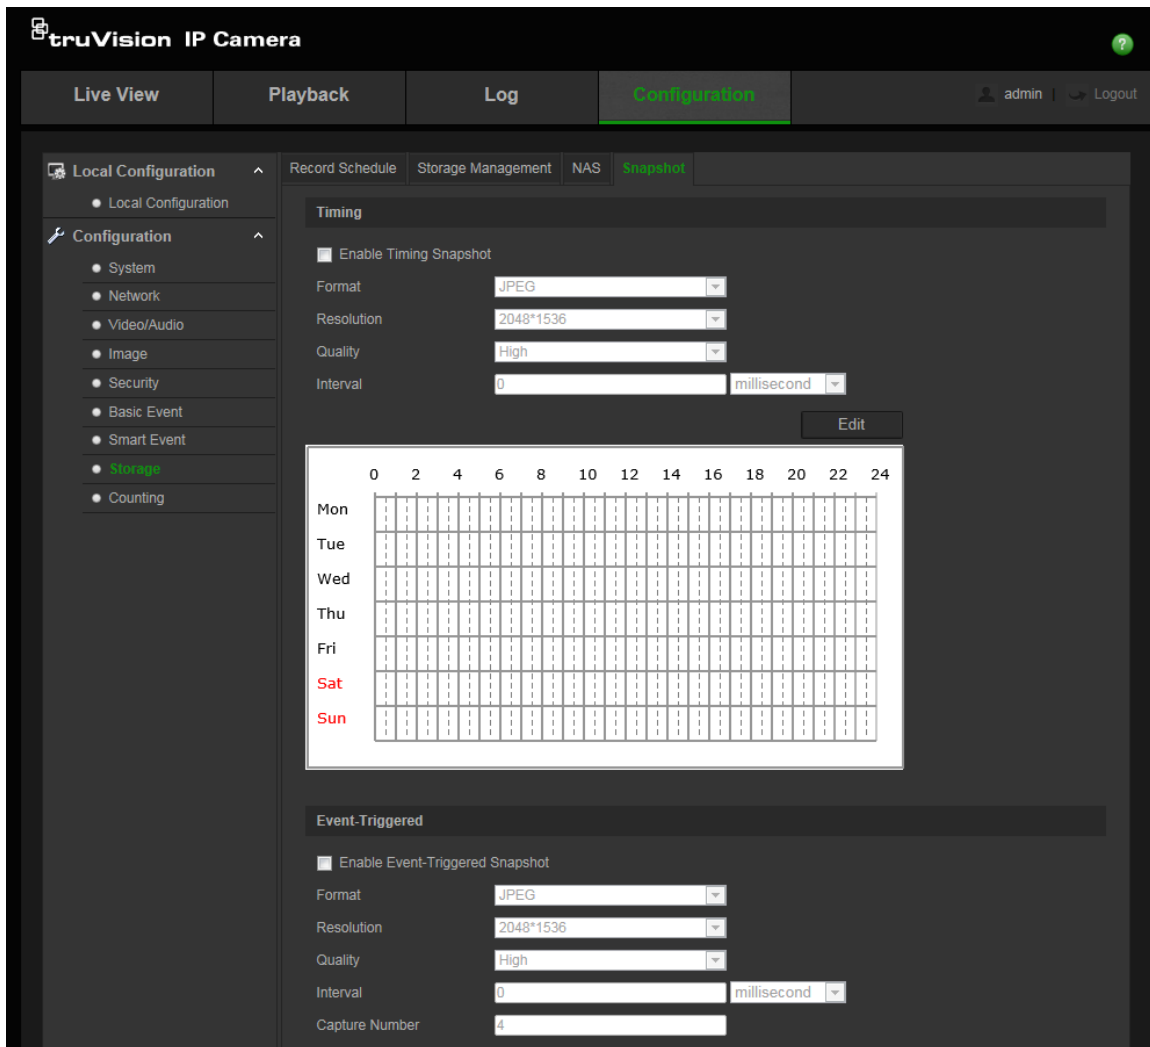 truVision IP Camera
?
Live View Playback Log Configuration admin | Logout
Local Configuration
Local Configuration
Configuration
System
Network
Video/Audio
Image
Security
Basic Event
Smart Event
Storage
Counting
Record Schedule Storage Management NAS Snapshot
Timing
Enable Timing Snapshot
Format JPEG
Resolution 2048*1536
Quality High
Interval 0 millisecond
Edit
0 2 4 6 8 10 12 14 16 18 20 22 24
Mon
Tue
Wed
Thu
Fri
Sat
Sun
Event-Triggered
Enable Event-Triggered Snapshot
Format JPEG
Resolution 2048*1536
Quality High
Interval 0 millisecond
Capture Number 4